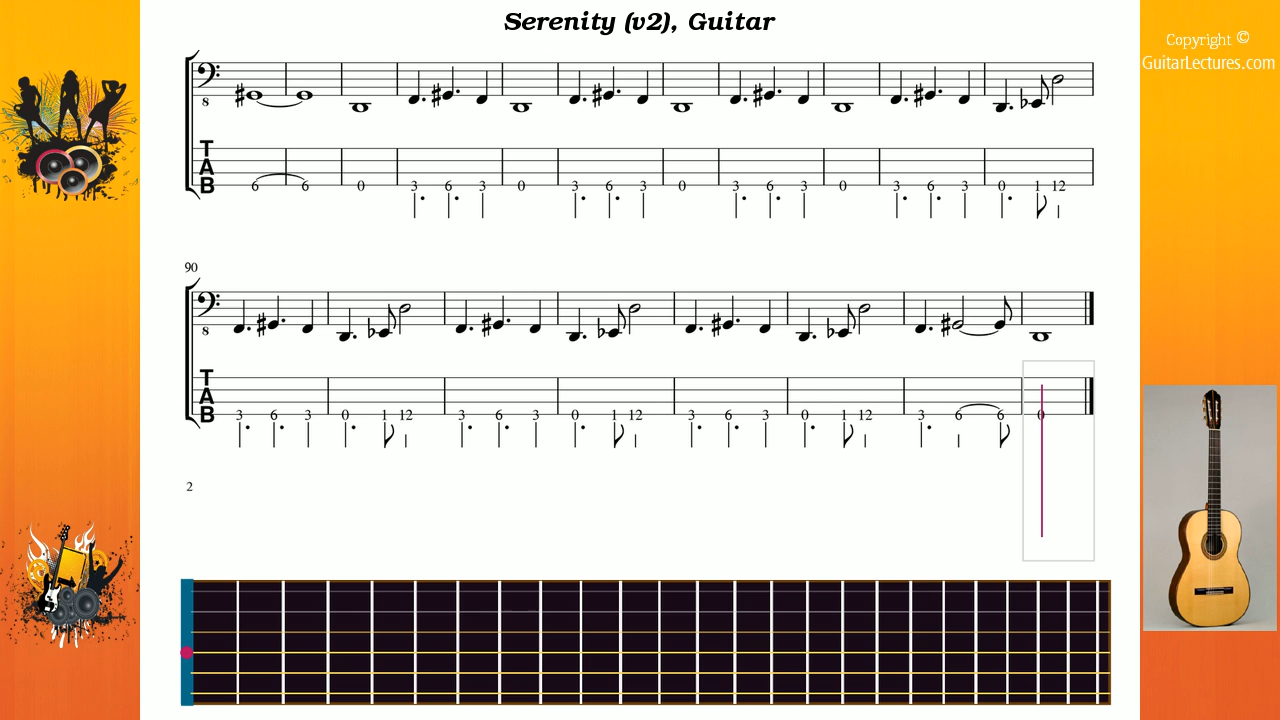 Serenity (v2), Guitar
Copyright ©
GuitarLectures.com
8
T
A
B
6 6 0 3 6 3 0 3 6 3 0 3 6 3 0 3 6 3 0 1 12
90
8
T
A
B
3 6 3 0 1 12 3 6 3 0 1 12 3 6 3 0 1 12 3 6 6 0
2